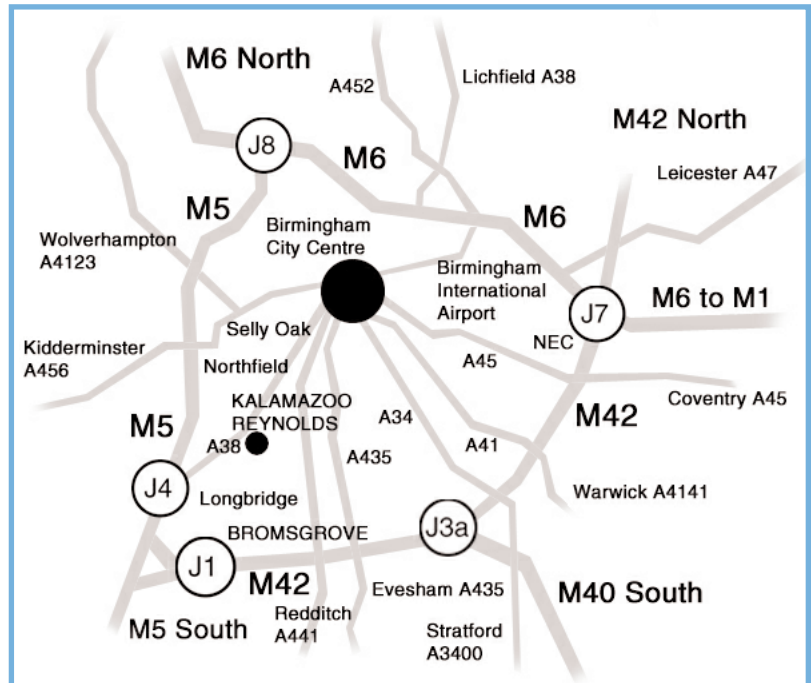 M6 North
A452
Lichfield A38
M42 North
J8
M6
Leicester A47
M5
M6
Wolverhampton
A4123
Birmingham
City Centre
Birmingham
International
Airport
M6 to M1
J7
Selly Oak
NEC
Kidderminster
A456
Northfield
A45
Coventry A45
KALAMAZOO
REYNOLDS
A34
M42
M5
A38
A435
A41
J4
Longbridge
Warwick A4141
J3a
BROMSGROVE
J1
M42
Evesham A435
M40 South
M5 South
Redditch
A441
Stratford
A3400